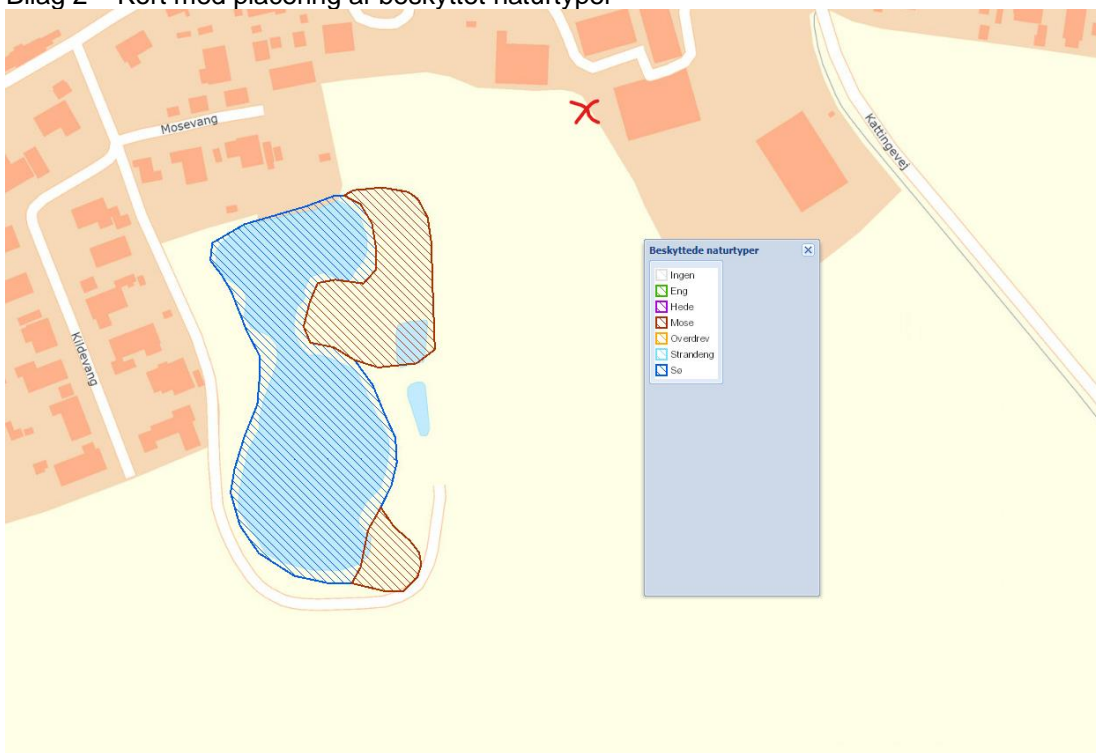 Bilag 2 – Kort med placering af beskyttet naturtyper
Mosevang
Kattingevej
Kildevang
Beskyttede naturtyper
Ingen
Eng
Hede
Mose
Overdrev
Strandeng
Sø